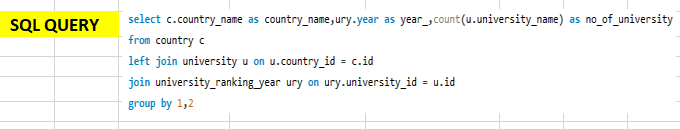 SQL QUERY
select c.country_name as country_name,ury.year as year_,count(u.university_name) as no_of_university
from country c
left join university u on u.country_id = c.id
join university_ranking_year ury on ury.university_id = u.id
group by 1,2